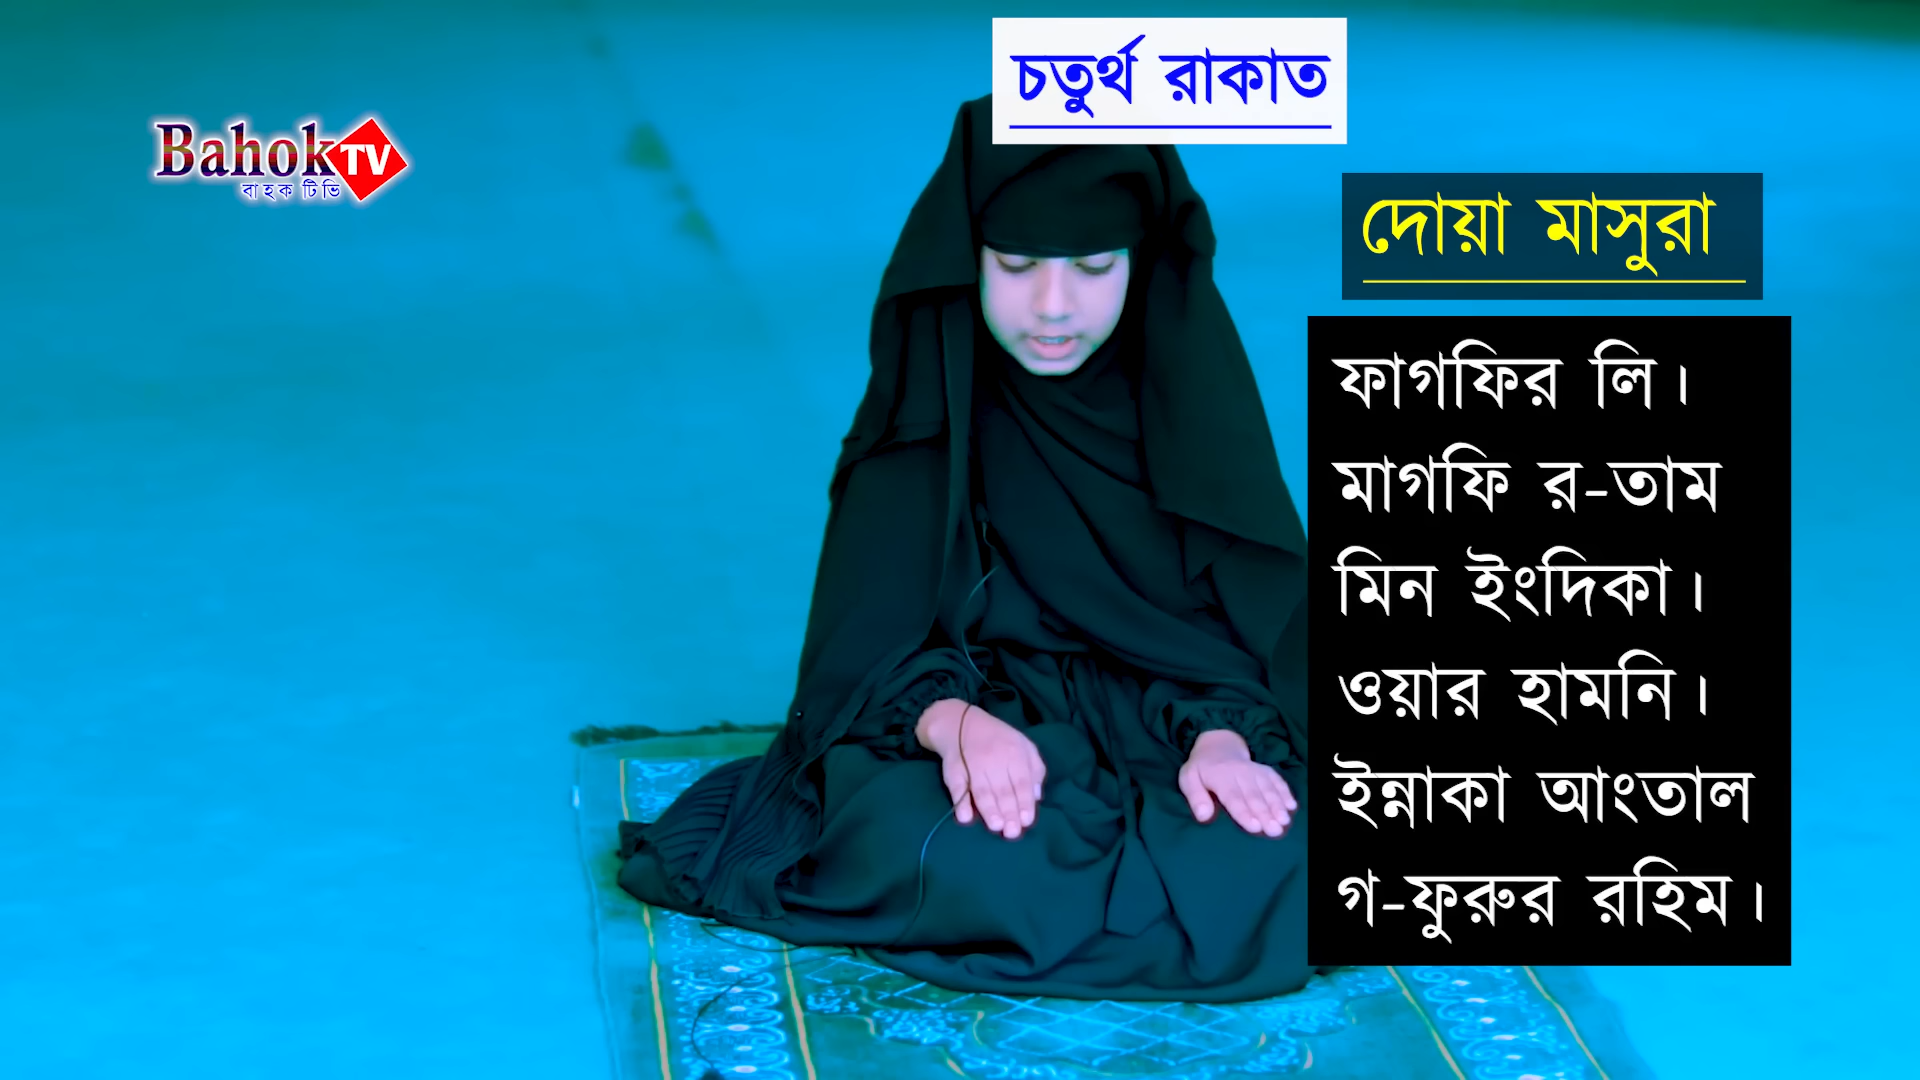 চতুর্থ রাকাত
Bahok TV
বাহক টিভি
দোয়া মাসুরা
ফাগফির লি।
মাগফি র-তাম
মিন ইংদিকা।
ওয়ার হামনি।
ইন্নাকা আংতাল
গ-ফুরুর রহিম।